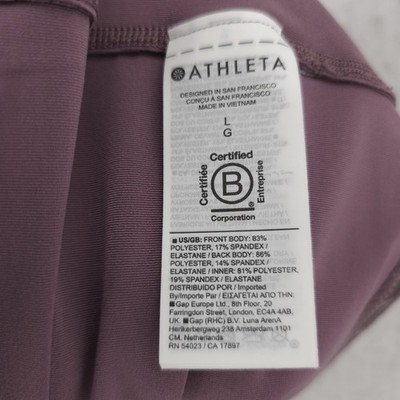 ATHLETA
DESIGNED IN SAN FRANCISCO
CONÇU À SAN FRANCISCO
MADE IN VIETNAM
L
G
Certified
Certifiée
B
Entreprise
®
Corporation
■ US/GB: FRONT BODY: 83%
POLYESTER, 17% SPANDEX /
ELASTANE / BACK BODY: 86%
POLYESTER, 14% SPANDEX /
ELASTANE / INNER: 81% POLYESTER,
19% SPANDEX / ELASTANE
DISTRIBUIDO POR / Imported
By/Importe Par / ΕΙΣΑΓΕΤΑΙ ΑΠΟ ΤΗΝ:
■ Gap Europe Ltd., 8th Floor, 20
Farringdon Street, London, EC4A 4AB,
UK ■ Gap (RHC) B.V. Luna ArenA
Herikerbergweg 238 Amsterdam 1101
CM, Netherlands
RN 54023 / CA 17897